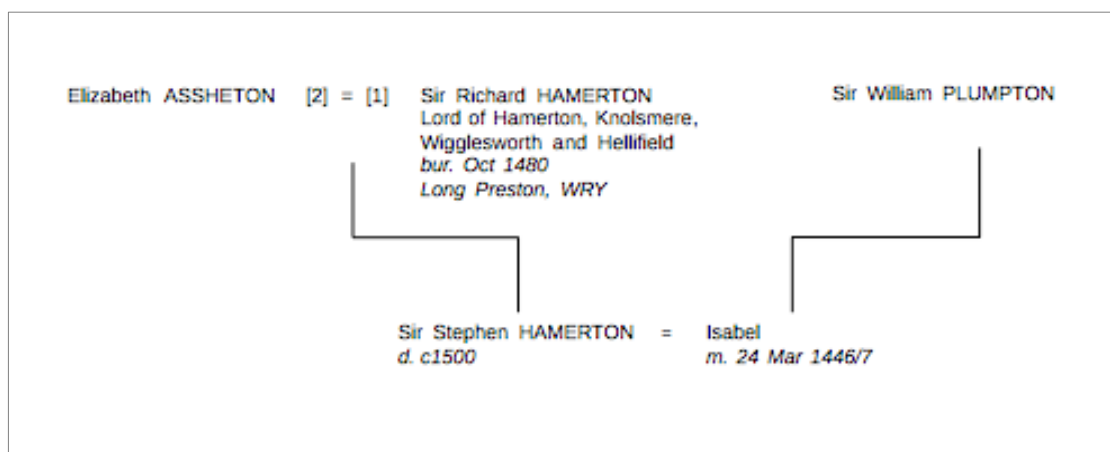 Elizabeth ASSHETON [2] = [1] Sir Richard HAMERTON Sir William PLUMPTON
Lord of Hamerton, Knolsmere,
Wigglesworth and Hellifield
bur. Oct 1480
Long Preston, WRY
Sir Stephen HAMERTON = Isabel
d. c1500 m. 24 Mar 1446/7